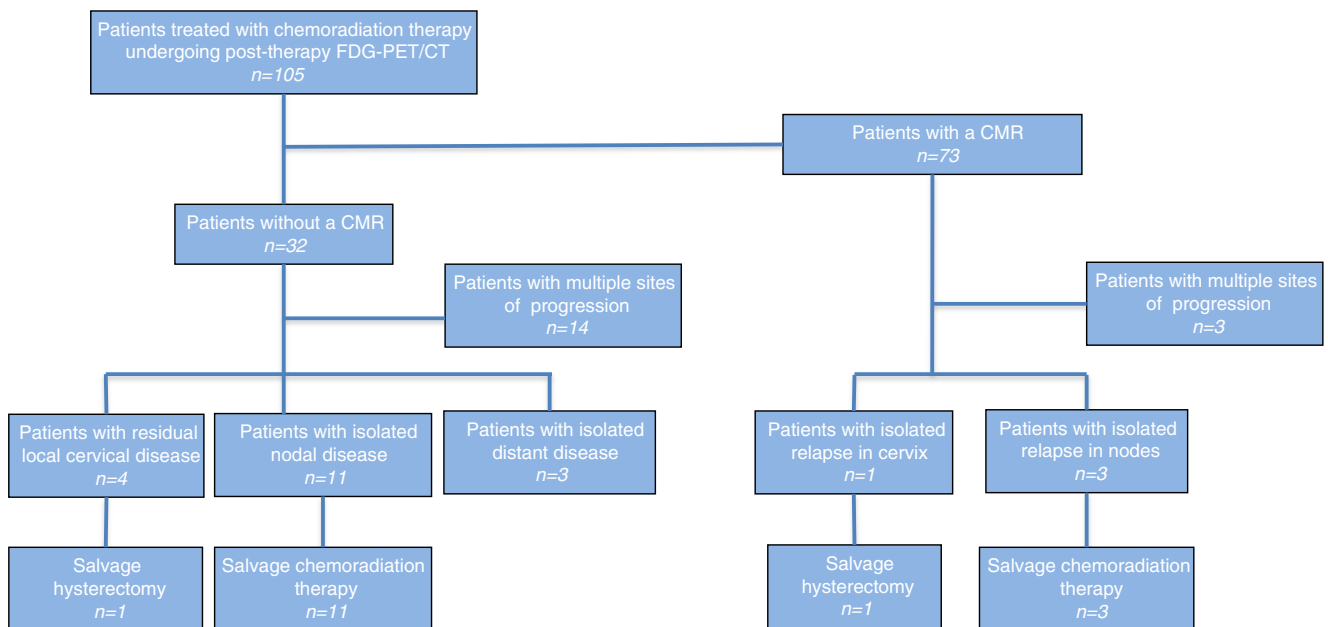 Patients treated with chemoradiation therapy
undergoing post-therapy FDG-PET/CT
n=105
Patients with a CMR
n=73
Patients without a CMR
n=32
Patients with multiple sites
of progression
n=14
Patients with multiple sites
of progression
n=3
Patients with residual
local cervical disease
n=4
Patients with isolated
nodal disease
n=11
Patients with isolated
distant disease
n=3
Patients with isolated
relapse in cervix
n=1
Patients with isolated
relapse in nodes
n=3
Salvage
hysterectomy
n=1
Salvage chemoradiation
therapy
n=11
Salvage
hysterectomy
n=1
Salvage chemoradiation
therapy
n=3